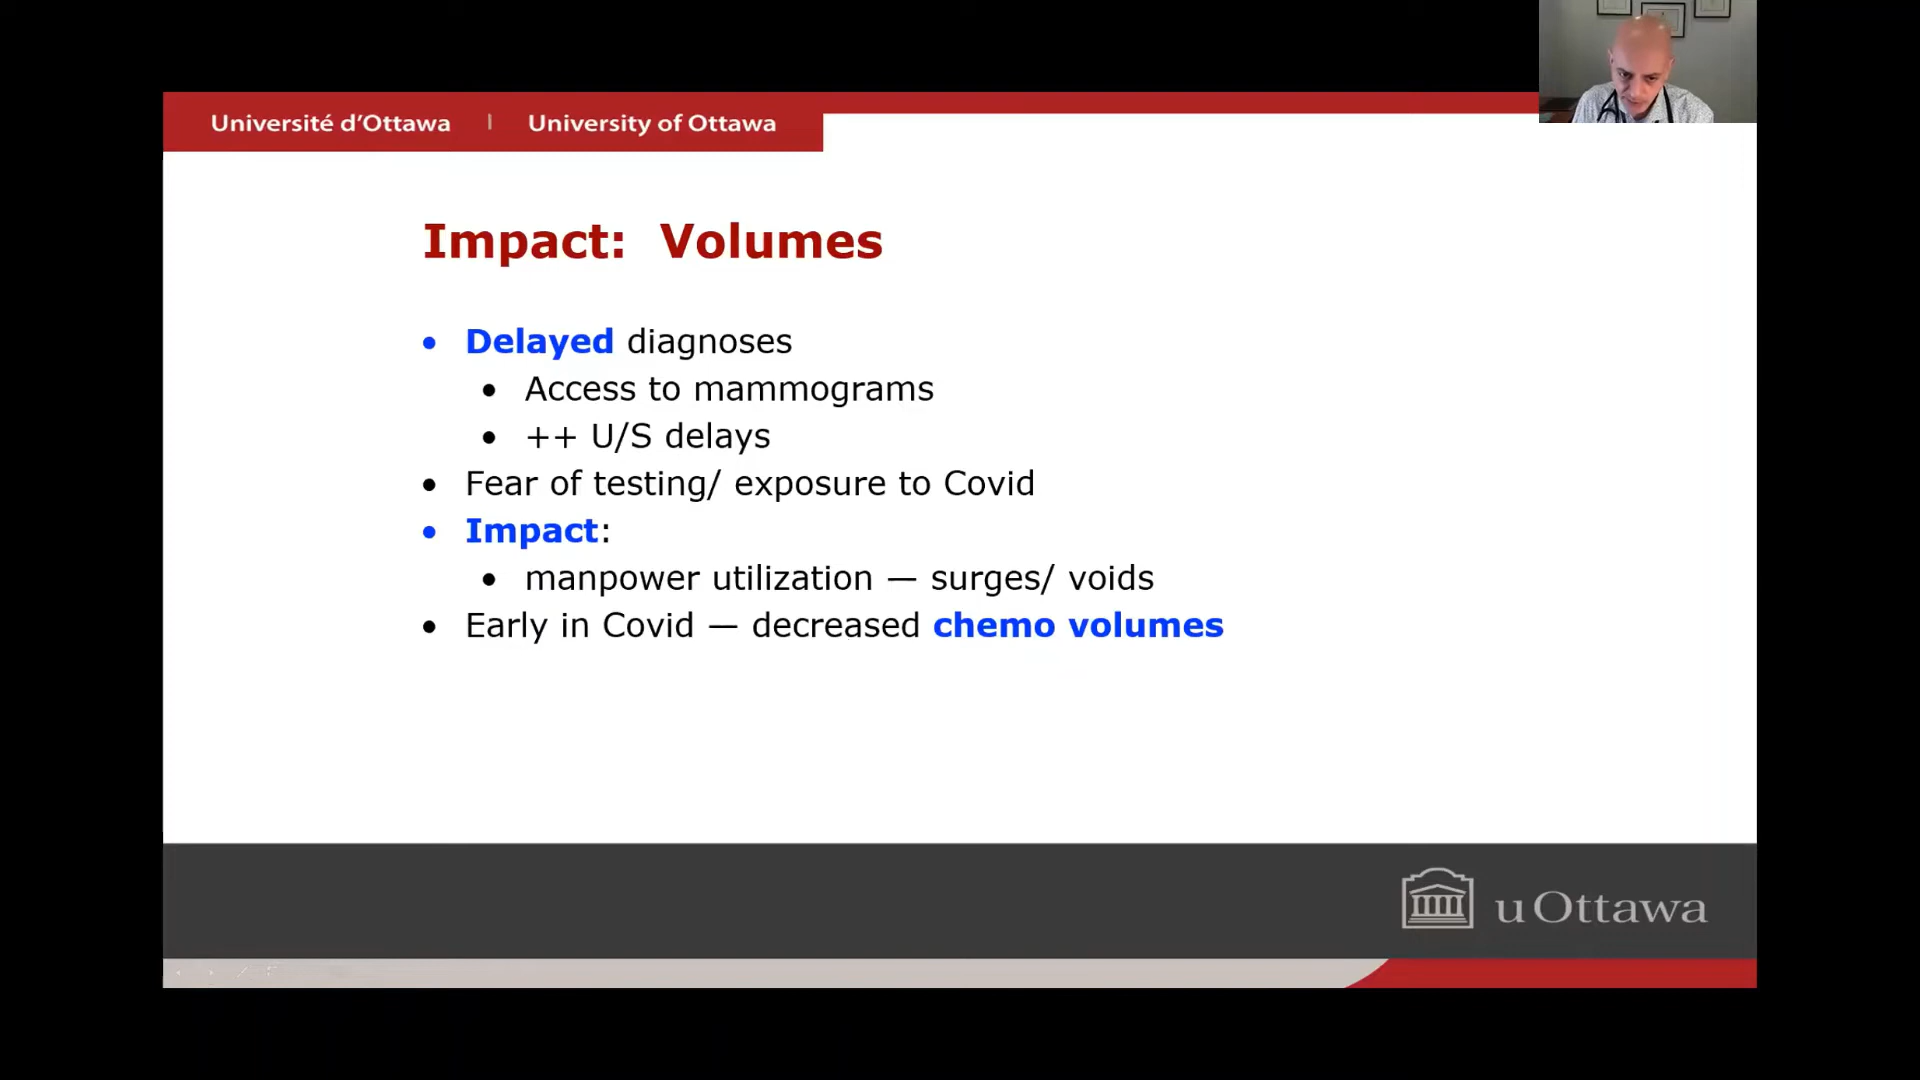 Université d'Ottawa | University of Ottawa
Impact: Volumes
• Delayed diagnoses
• Access to mammograms
• ++ U/S delays
• Fear of testing/ exposure to Covid
• Impact:
• manpower utilization — surges/ voids
• Early in Covid — decreased chemo volumes
uOttawa